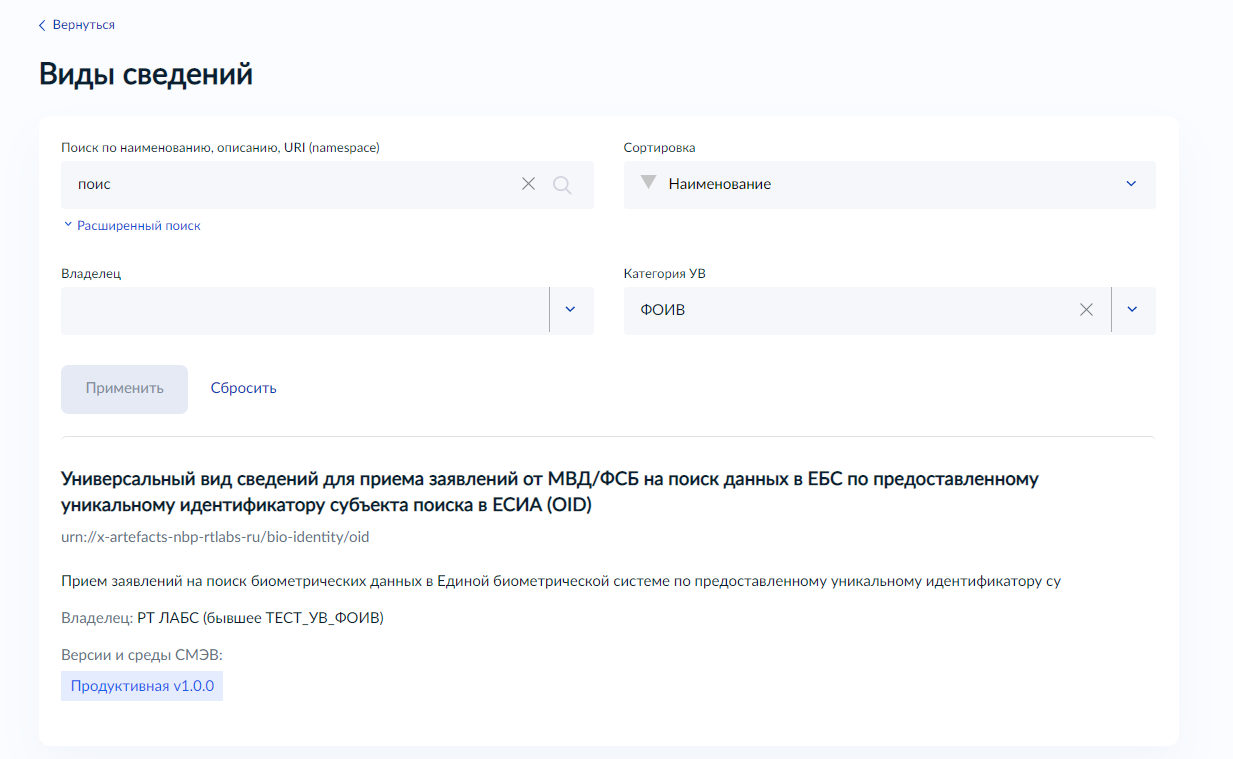 Вернуться
Виды сведений
Поиск по наименованию, описанию, URI (namespace)
Сортировка
поис
Наименование
Расширенный поиск
Владелец
Категория УВ
ФОИВ
Применить
Сбросить
Универсальный вид сведений для приема заявлений от МВД/ФСБ на поиск данных в ЕБС по предоставленному
уникальному идентификатору субъекта поиска в ЕСИА (OID)
urn://x-artefacts-nbp-rtlabs-ru/bio-identity/oid
Прием заявлений на поиск биометрических данных в Единой биометрической системе по предоставленному уникальному идентификатору су
Владелец: РТ ЛАБС (бывшее ТЕСТ_УВ_ФОИВ)
Версии и среды СМЭВ:
Продуктивная v1.0.0